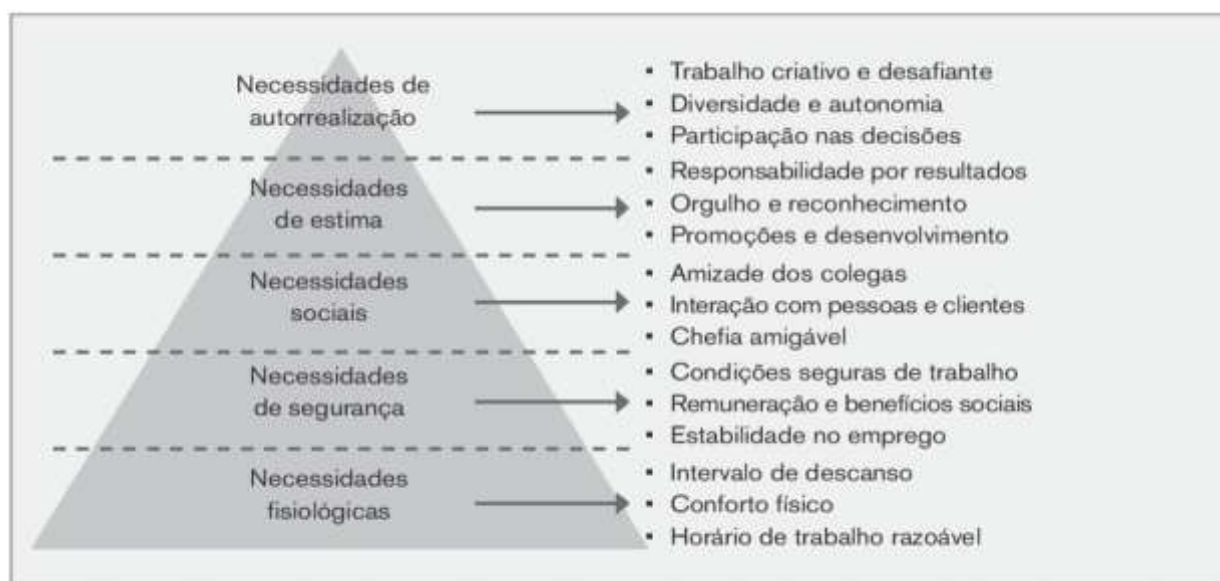 Necessidades de
autorrealização
• Trabalho criativo e desafiante
• Diversidade e autonomia
• Participação nas decisões
Necessidades
de estima
• Responsabilidade por resultados
• Orgulho e reconhecimento
• Promoções e desenvolvimento
Necessidades
sociais
• Amizade dos colegas
• Interação com pessoas e clientes
• Chefia amigável
Necessidades
de segurança
• Condições seguras de trabalho
• Remuneração e benefícios sociais
• Estabilidade no emprego
Necessidades
fisiológicas
• Intervalo de descanso
• Conforto físico
• Horário de trabalho razoável